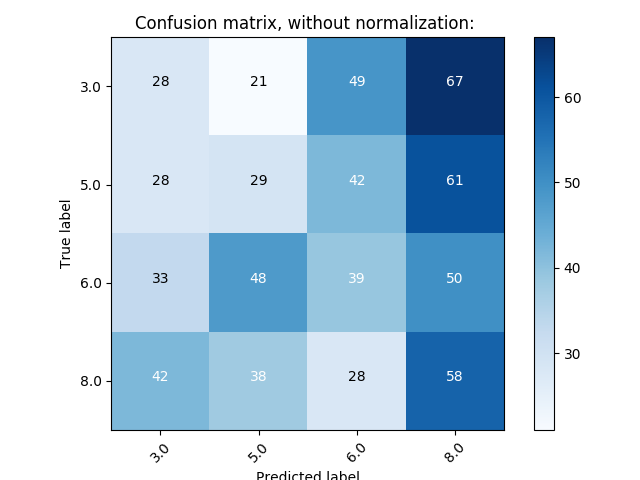 Confusion matrix, without normalization:
3.0 28 21 49 67
5.0 28 29 42 61
6.0 33 48 39 50
8.0 42 38 28 58
3.0 5.0 6.0 8.0
True label
Predicted label
60
50
40
30